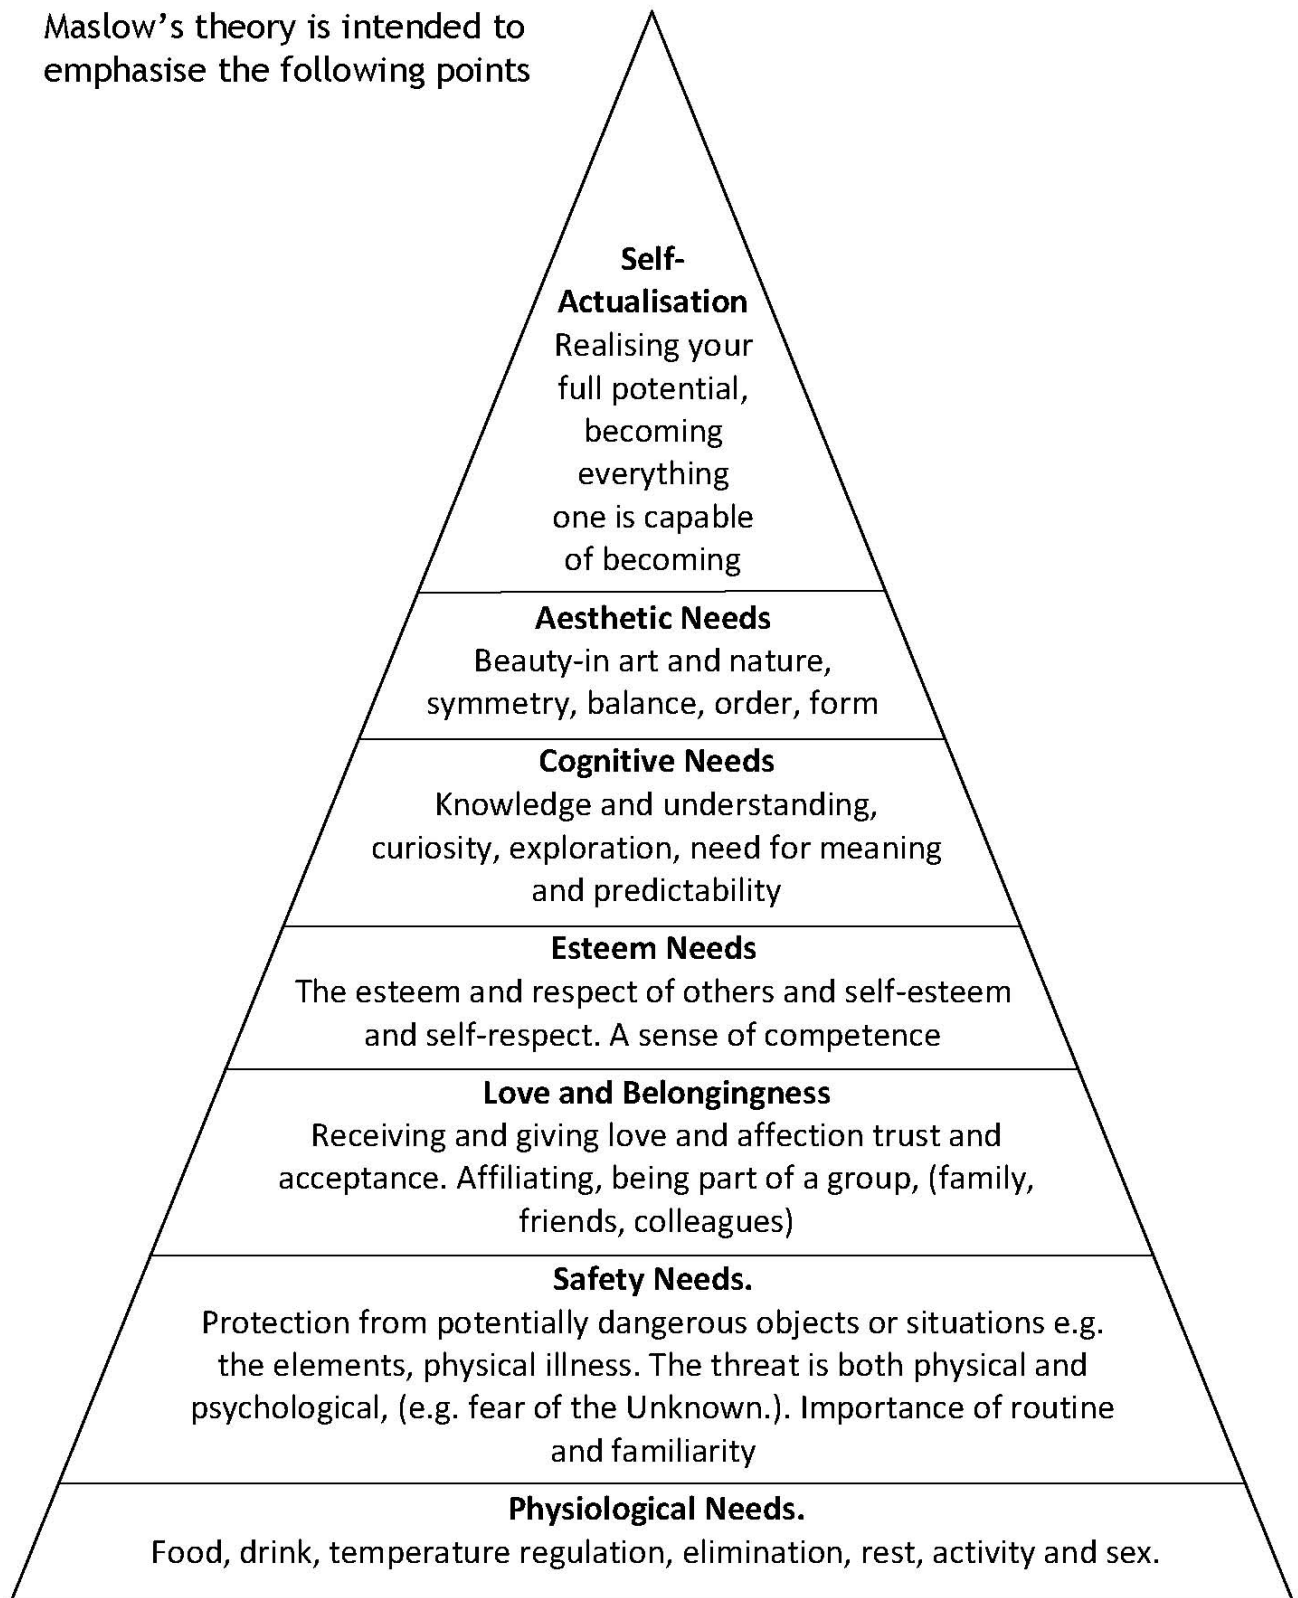 Maslow's theory is intended to
emphasise the following points
Self-
Actualisation
Realising your
full potential,
becoming
everything
one is capable
of becoming
Aesthetic Needs
Beauty-in art and nature,
symmetry, balance, order, form
Cognitive Needs
Knowledge and understanding,
curiosity, exploration, need for meaning
and predictability
Esteem Needs
The esteem and respect of others and self-esteem
and self-respect. A sense of competence
Love and Belongingness
Receiving and giving love and affection trust and
acceptance. Affiliating, being part of a group, (family,
friends, colleagues)
Safety Needs.
Protection from potentially dangerous objects or situations e.g.
the elements, physical illness. The threat is both physical and
psychological, (e.g. fear of the Unknown.). Importance of routine
and familiarity
Physiological Needs.
Food, drink, temperature regulation, elimination, rest, activity and sex.